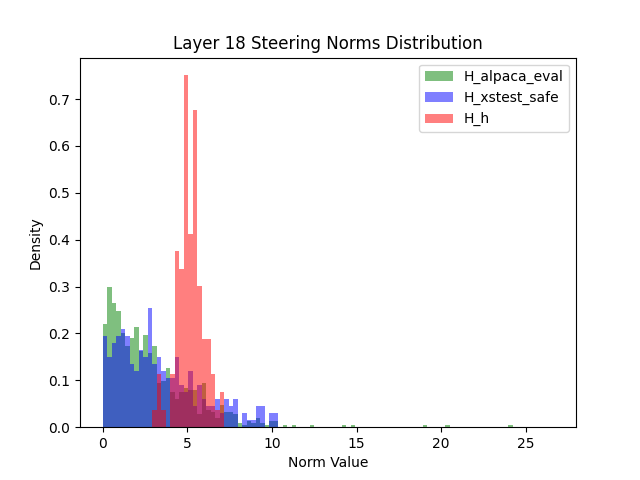 Layer 18 Steering Norms Distribution
H_alpaca_eval
H_xstest_safe
H_h
Density
0.7
0.6
0.5
0.4
0.3
0.2
0.1
0.0
0 5 10 15 20 25
Norm Value